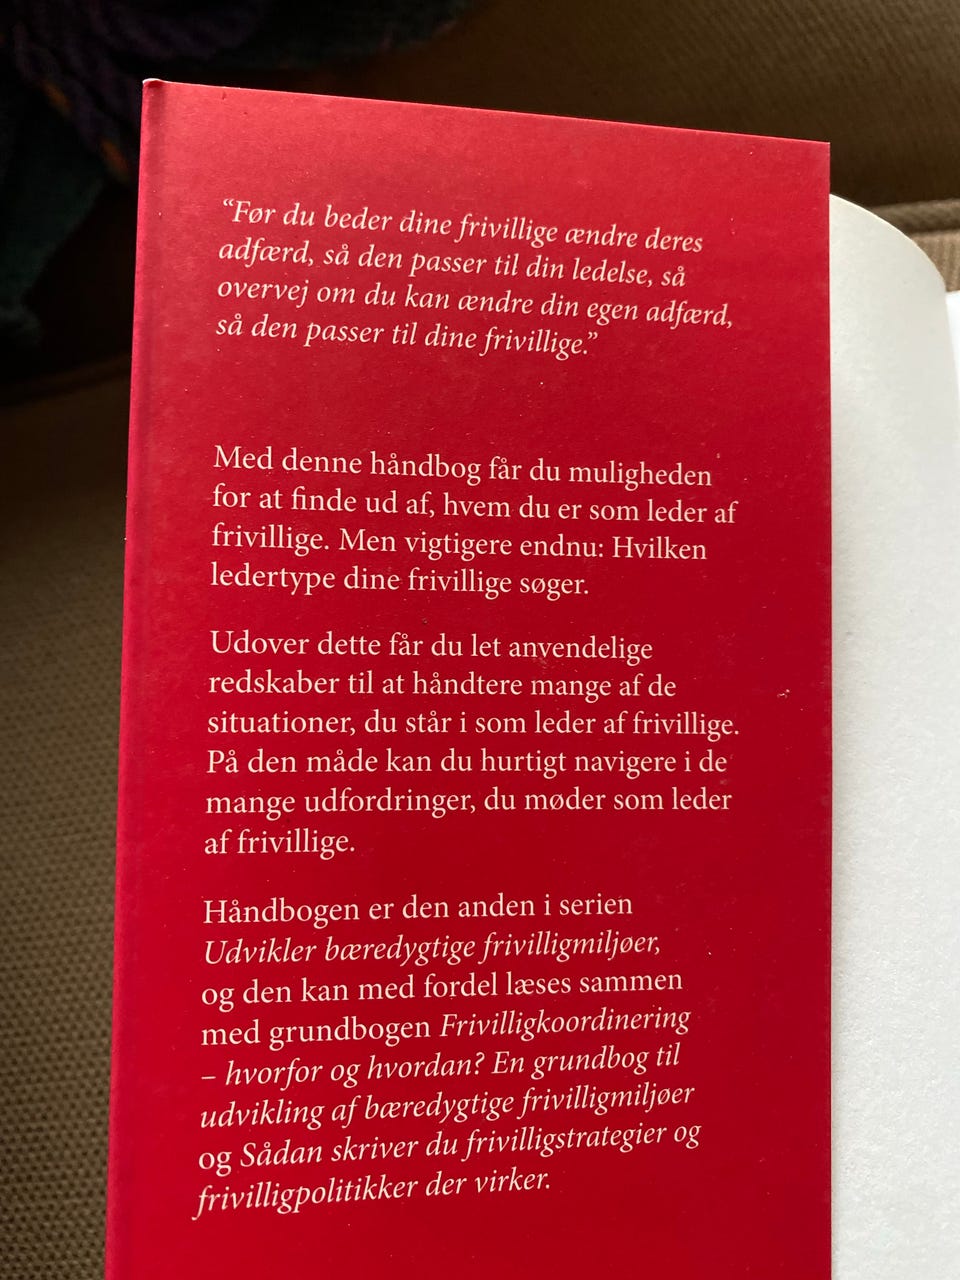 “Før du beder dine frivillige ændre deres
adfærd, så den passer til din ledelse, så
overvej om du kan ændre din egen adfærd,
så den passer til dine frivillige.”
Med denne håndbog får du muligheden
for at finde ud af, hvem du er som leder af
frivillige. Men vigtigere endnu: Hvilken
ledertype dine frivillige søger.
Udover dette får du let anvendelige
redskaber til at håndtere mange af de
situationer, du står i som leder af frivillige.
På den måde kan du hurtigt navigere i de
mange udfordringer, du møder som leder
af frivillige.
Håndbogen er den anden i serien
Udvikler bæredygtige frivilligmiljøer,
og den kan med fordel læses sammen
med grundbogen Frivilligkoordinering
– hvorfor og hvordan? En grundbog til
udvikling af bæredygtige frivilligmiljøer
og Sådan skriver du frivilligstrategier og
frivilligpolitikker der virker.